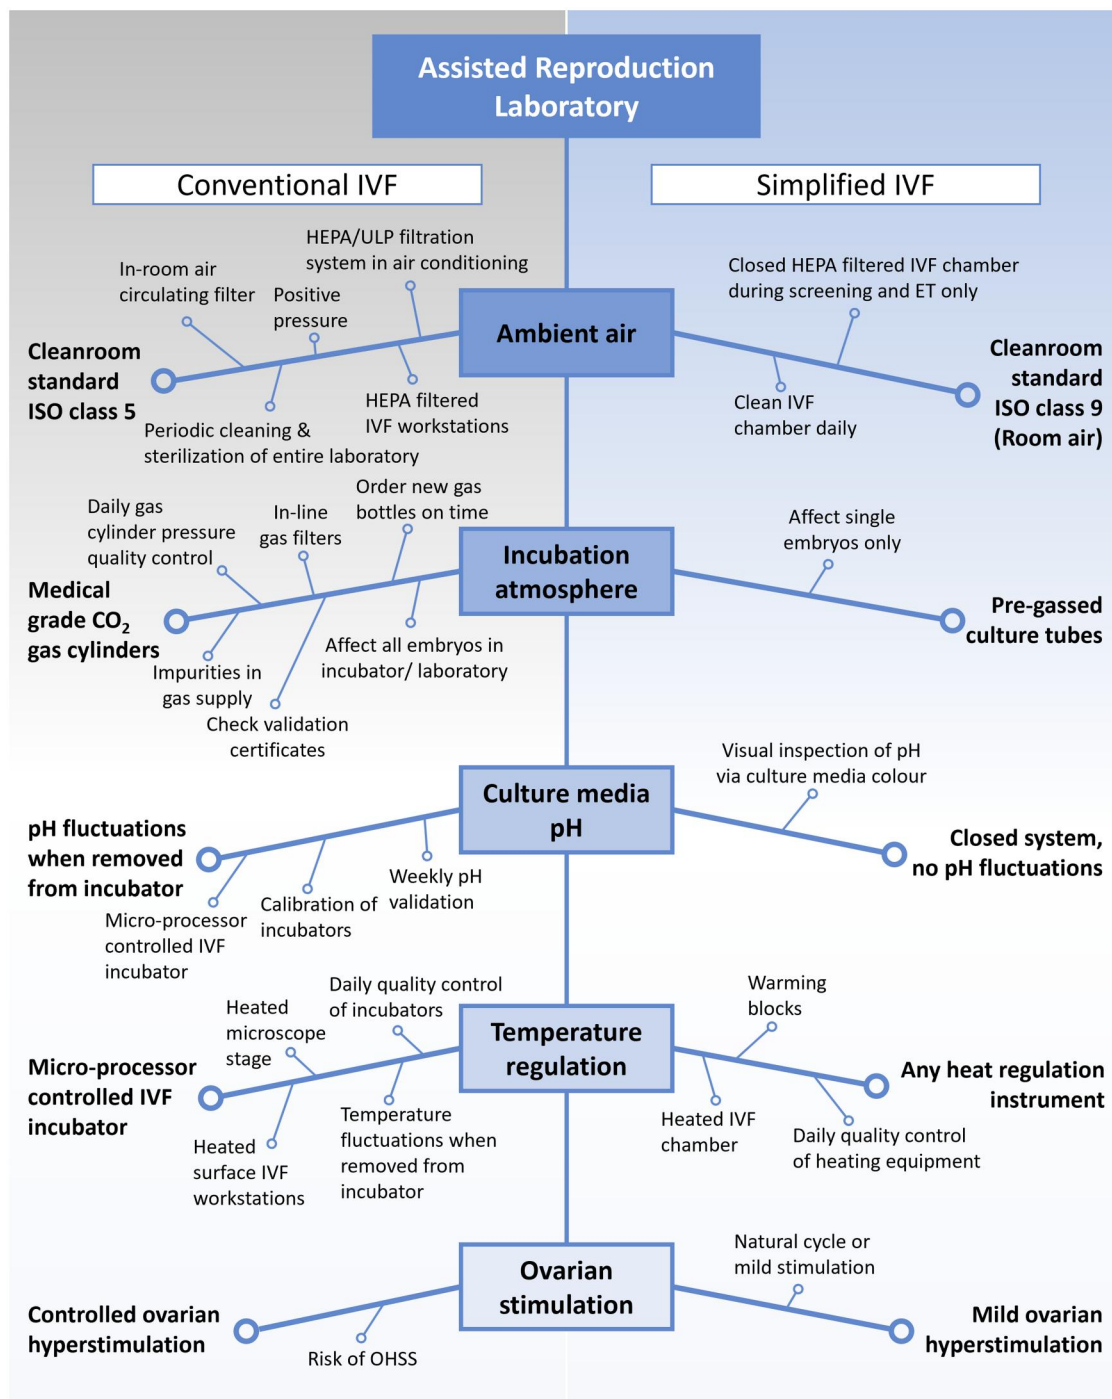 Assisted Reproduction
Laboratory
Conventional IVF
Simplified IVF
Ambient air
HEPA/ULP filtration
system in air conditioning
In-room air
circulating filter
Positive
pressure
Cleanroom
standard
ISO class 5
HEPA filtered
IVF workstations
Periodic cleaning &
sterilization of entire laboratory
Closed HEPA filtered IVF chamber
during screening and ET only
Clean IVF
chamber daily
Cleanroom
standard
ISO class 9
(Room air)
Incubation
atmosphere
Order new gas
bottles on time
Daily gas
cylinder pressure
quality control
In-line
gas filters
Medical
grade CO₂
gas cylinders
Affect all embryos in
incubator/ laboratory
Impurities in
gas supply
Check validation
certificates
Affect single
embryos only
Pre-gassed
culture tubes
Culture media
pH
pH fluctuations
when removed
from incubator
Weekly pH
validation
Calibration of
incubators
Micro-processor
controlled IVF
incubator
Visual inspection of pH
via culture media colour
Closed system,
no pH fluctuations
Temperature
regulation
Daily quality control
of incubators
Heated
microscope
stage
Micro-processor
controlled IVF
incubator
Temperature
fluctuations when
removed from
incubator
Heated
surface IVF
workstations
Warming
blocks
Any heat regulation
instrument
Heated IVF
chamber
Daily quality control
of heating equipment
Ovarian
stimulation
Controlled ovarian
hyperstimulation
Risk of OHSS
Natural cycle or
mild stimulation
Mild ovarian
hyperstimulation